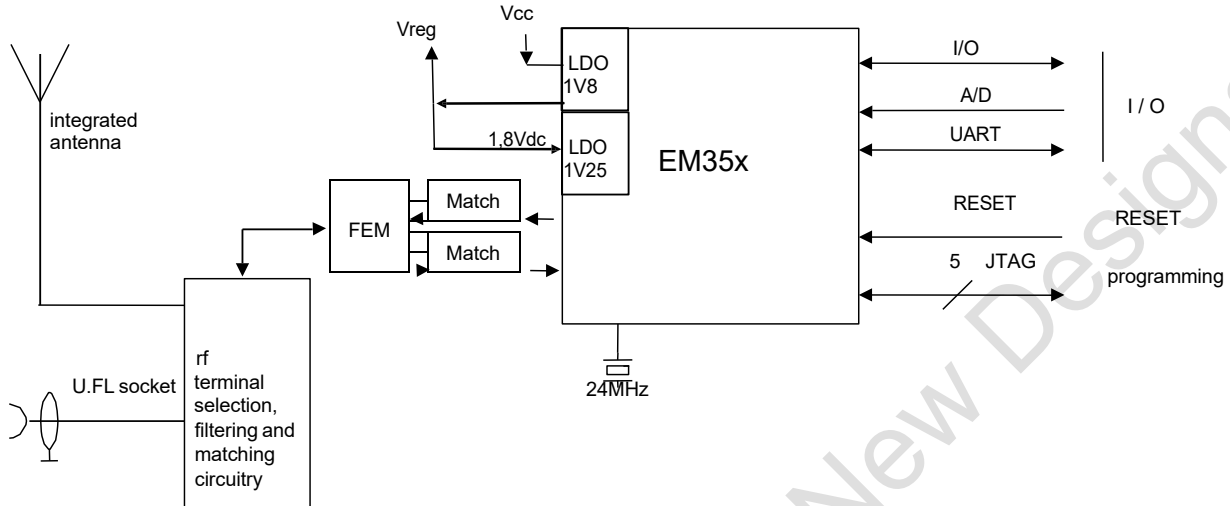 Vcc
Vreg
LDO
1V8
1,8Vdc
LDO
1V25
EM35x
I/O
A/D
UART
I / O
RESET
RESET
5 JTAG
programming
integrated
antenna
Match
FEM
Match
24MHz
U.FL socket
rf
terminal
selection,
filtering and
matching
circuitry
New Designs